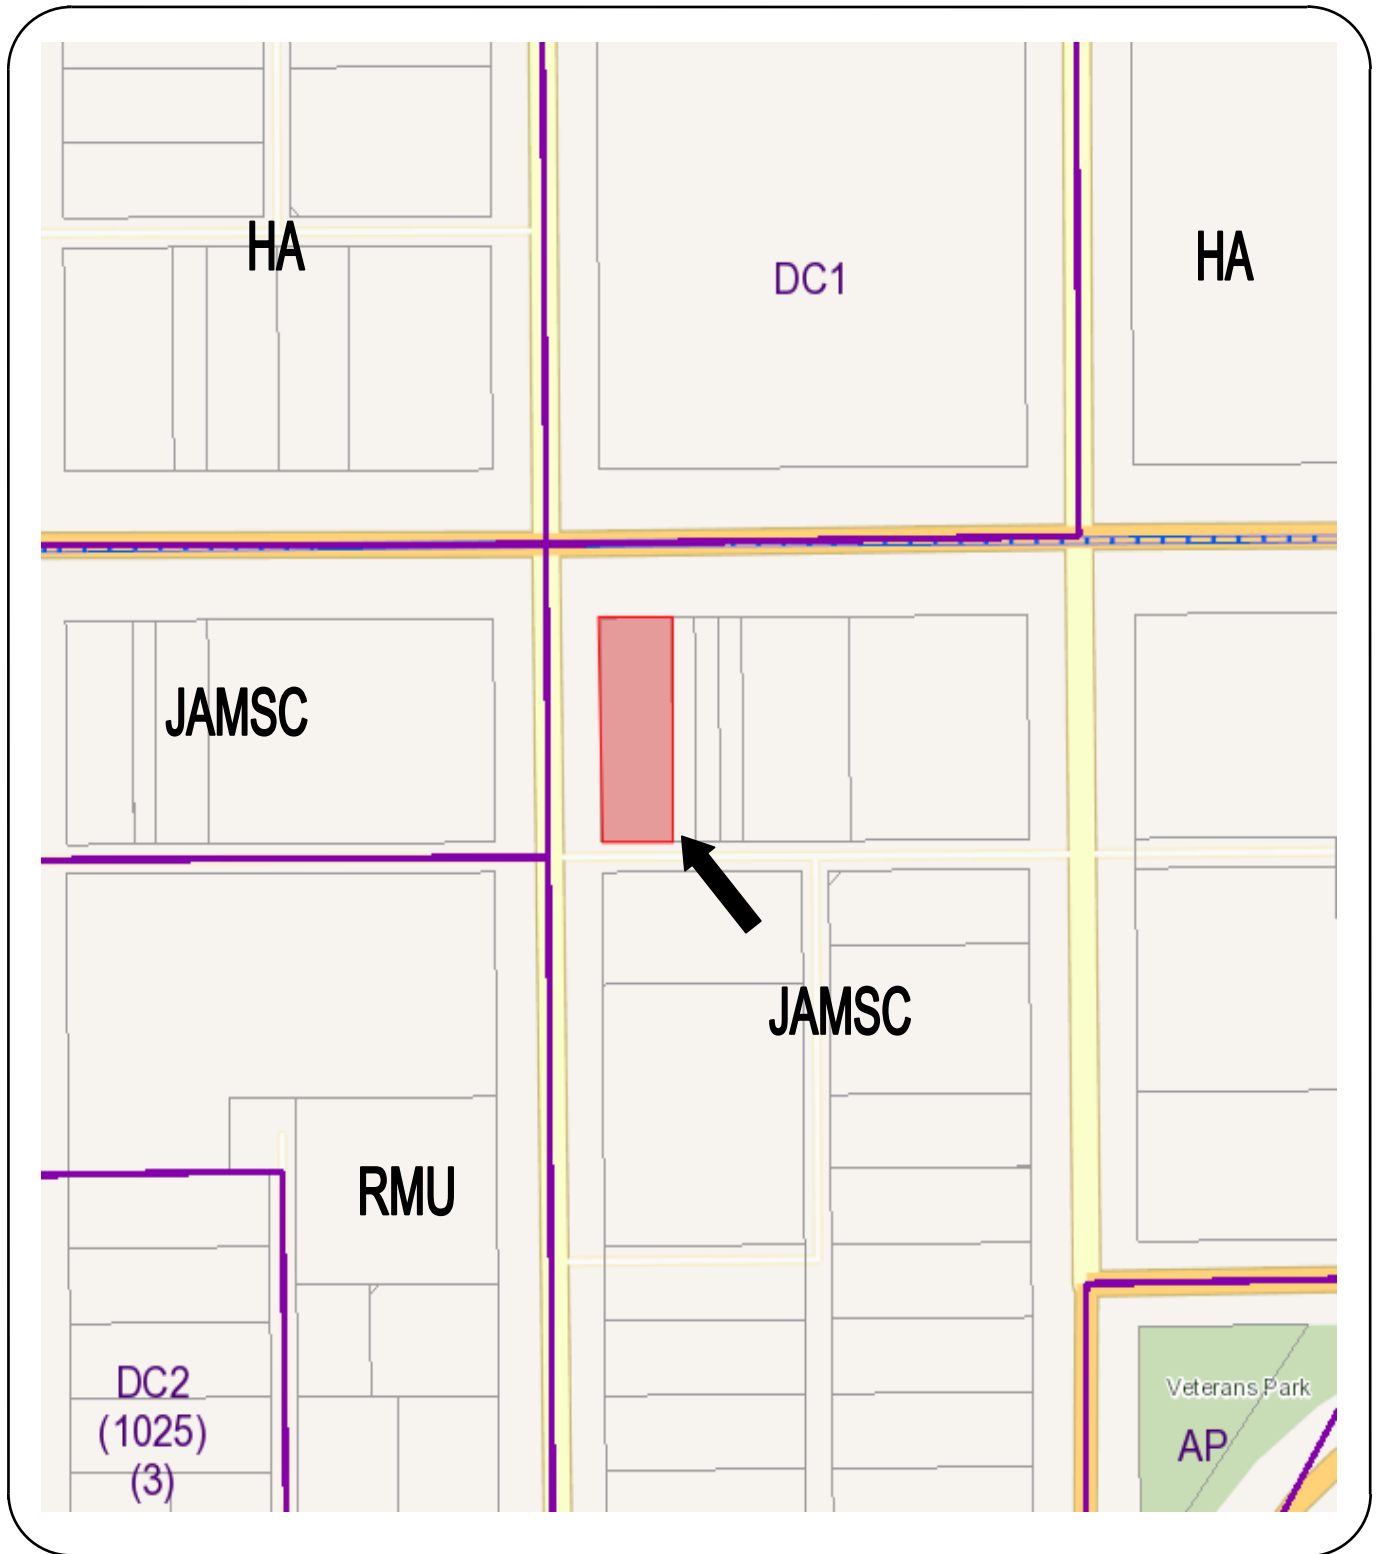 HA
DC1
HA
JAMSC
JAMSC
RMU
DC2
(1025)
(3)
Veterans Park
AP